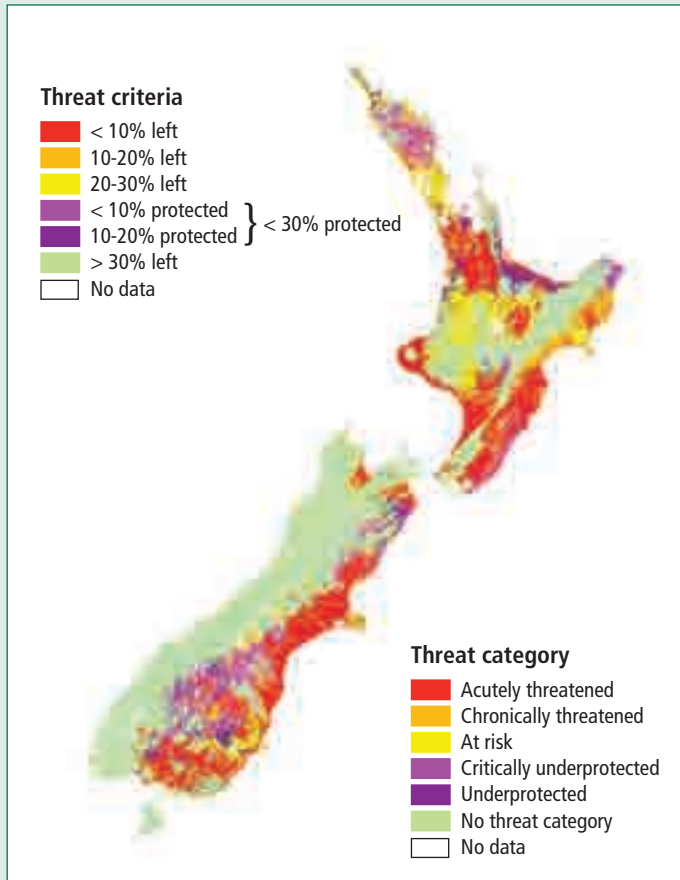 Threat criteria
< 10% left
10-20% left
20-30% left
< 10% protected
10-20% protected
} < 30% protected
> 30% left
No data
Threat category
Acutely threatened
Chronically threatened
At risk
Critically underprotected
Underprotected
No threat category
No data